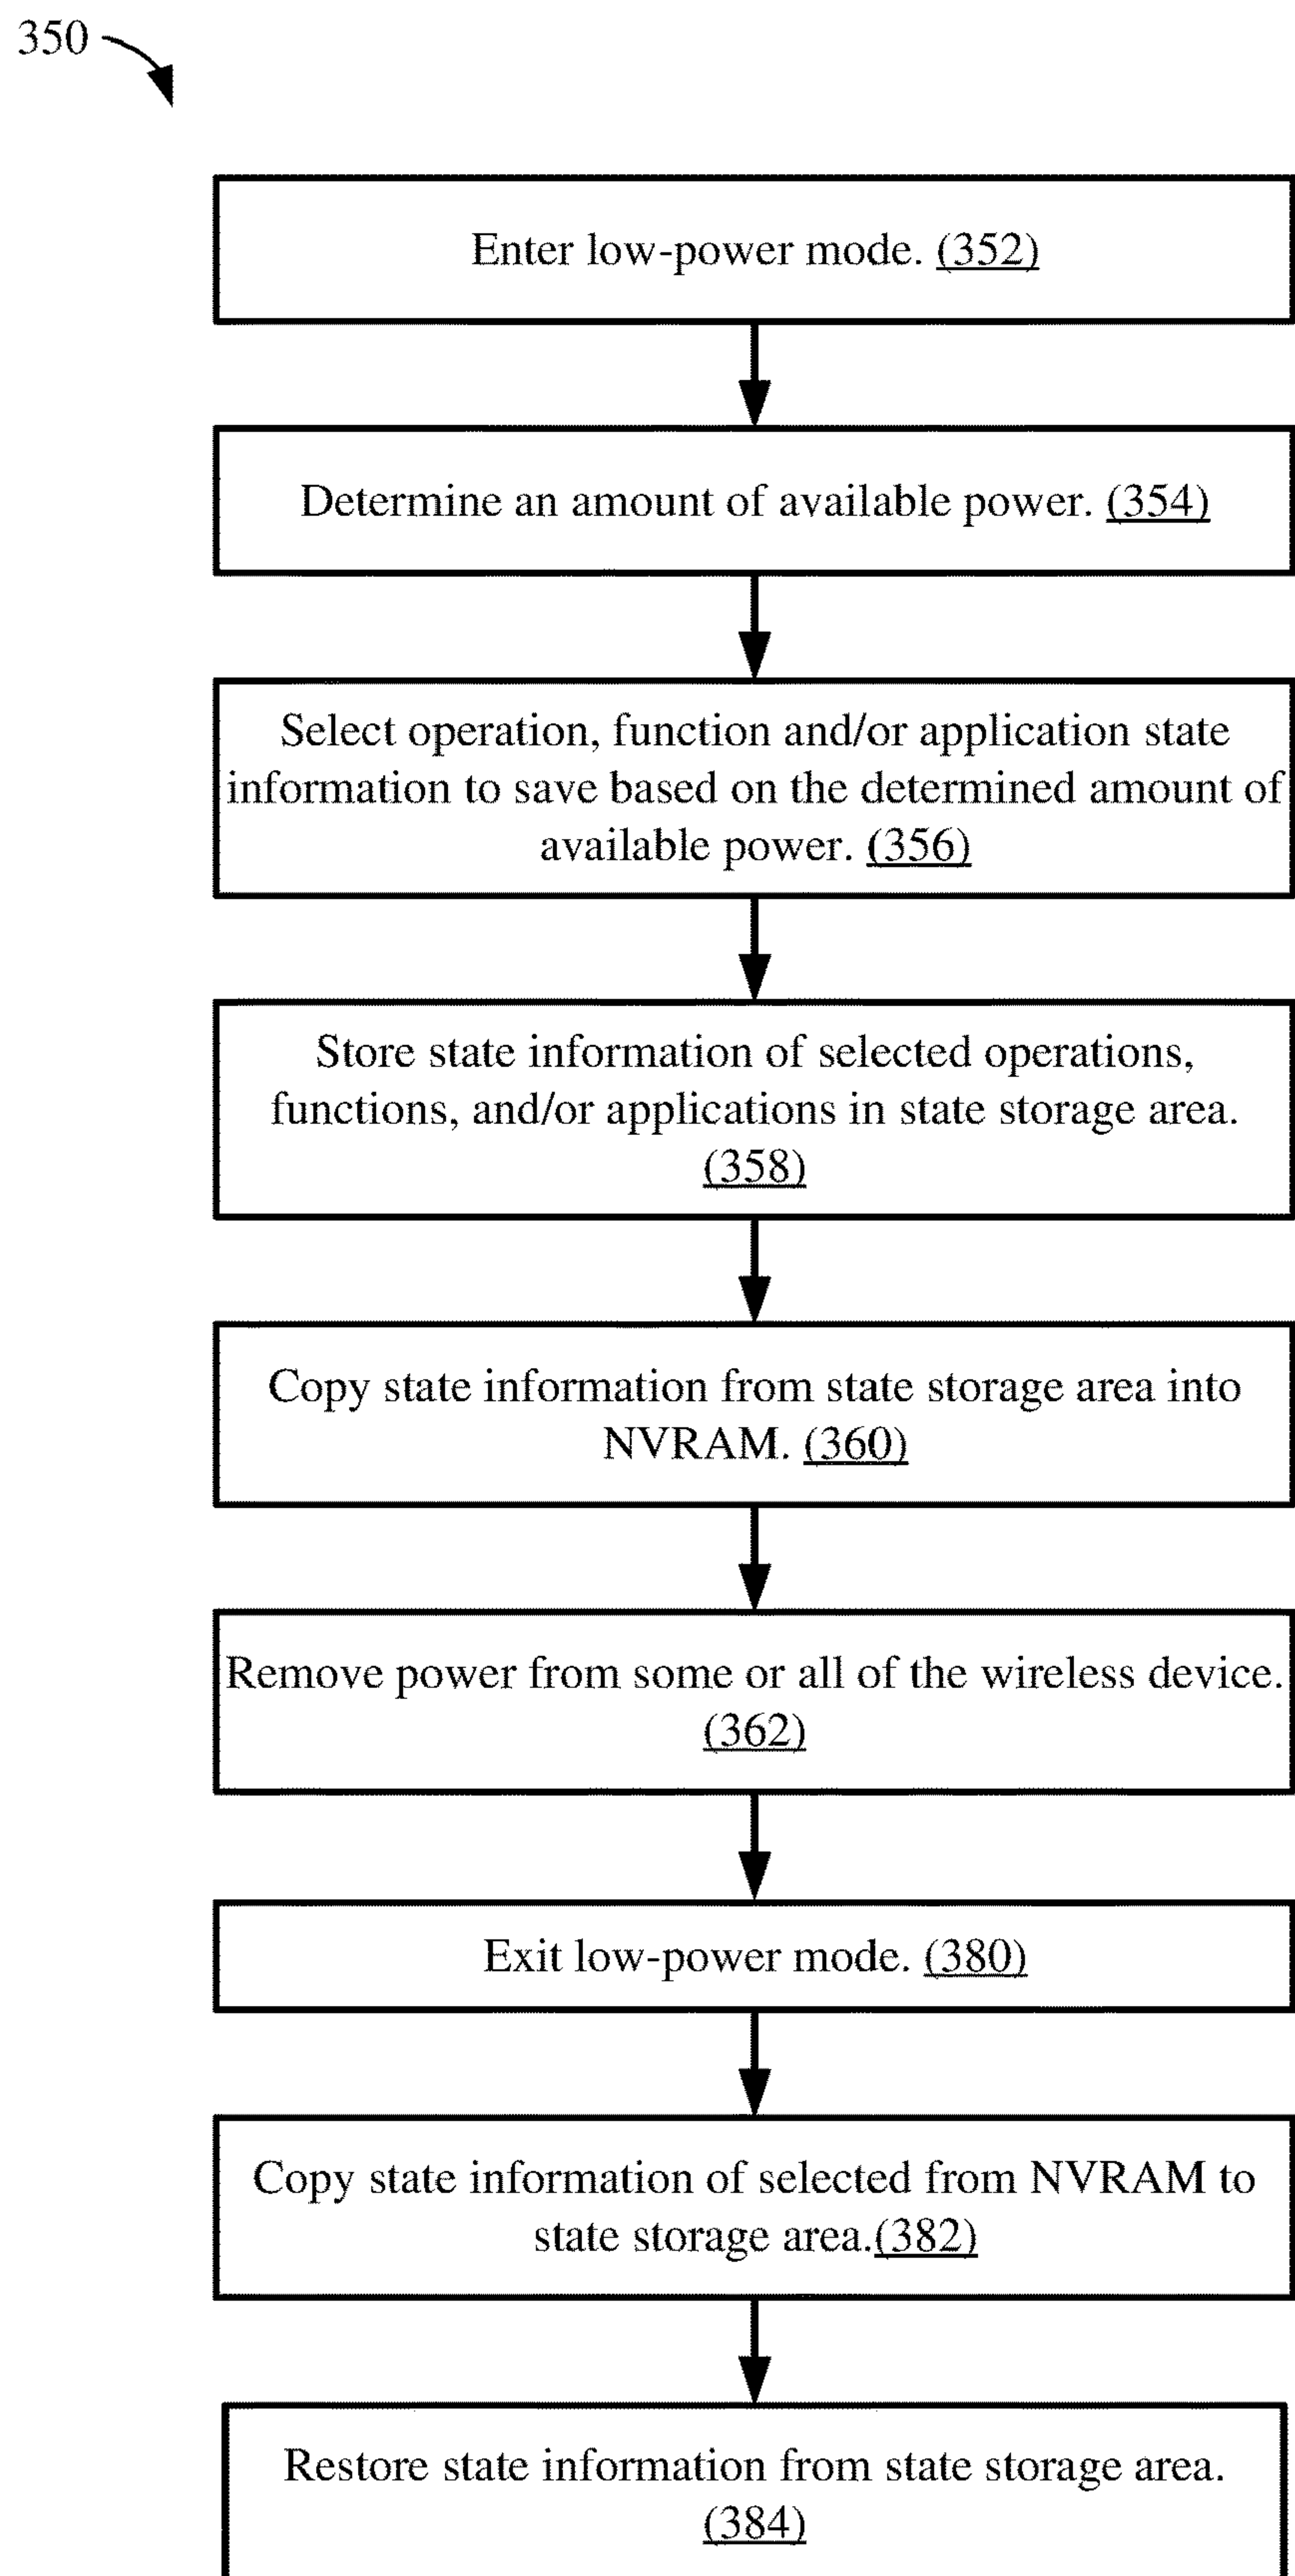 350
Enter low-power mode. (352)
Determine an amount of available power. (354)
Select operation, function and/or application state
information to save based on the determined amount of
available power. (356)
Store state information of selected operations,
functions, and/or applications in state storage area.
(358)
Copy state information from state storage area into
NVRAM. (360)
Remove power from some or all of the wireless device.
(362)
Exit low-power mode. (380)
Copy state information of selected from NVRAM to
state storage area.(382)
Restore state information from state storage area.
(384)